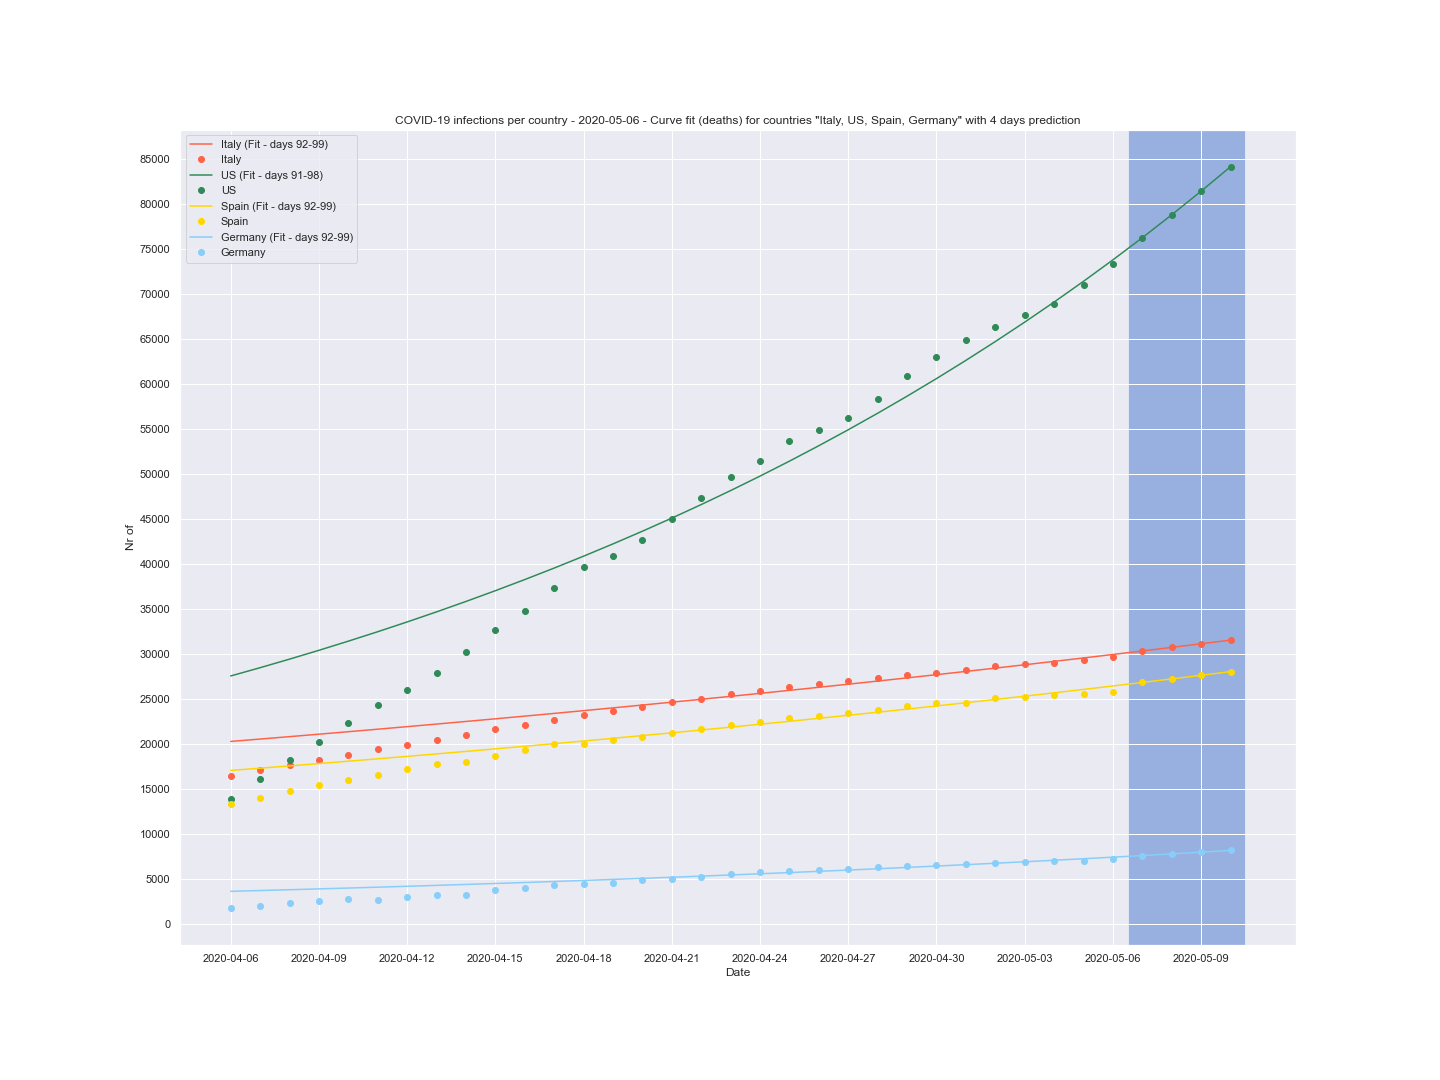 COVID-19 infections per country - 2020-05-06 - Curve fit (deaths) for countries "Italy, US, Spain, Germany" with 4 days prediction
Italy (Fit - days 92-99)
Italy
US (Fit - days 91-98)
US
Spain (Fit - days 92-99)
Spain
Germany (Fit - days 92-99)
Germany
85000
80000
75000
70000
65000
60000
55000
50000
45000
40000
35000
30000
25000
20000
15000
10000
5000
0
Nr of
2020-04-06 2020-04-09 2020-04-12 2020-04-15 2020-04-18 2020-04-21 2020-04-24 2020-04-27 2020-04-30 2020-05-03 2020-05-06 2020-05-09
Date